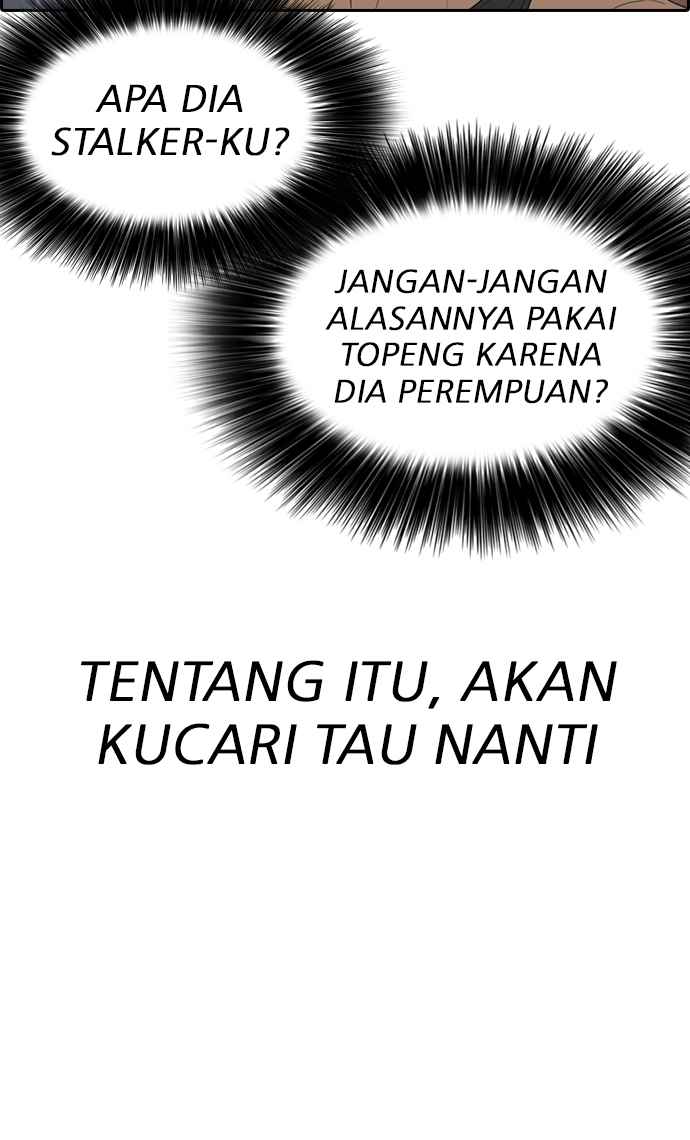 APA DIA
STALKER-KU?
JANGAN-JANGAN
ALASANNYA PAKAI
TOPENG KARENA
DIA PEREMPUAN?
TENTANG ITU, AKAN
KUCARI TAU NANTI